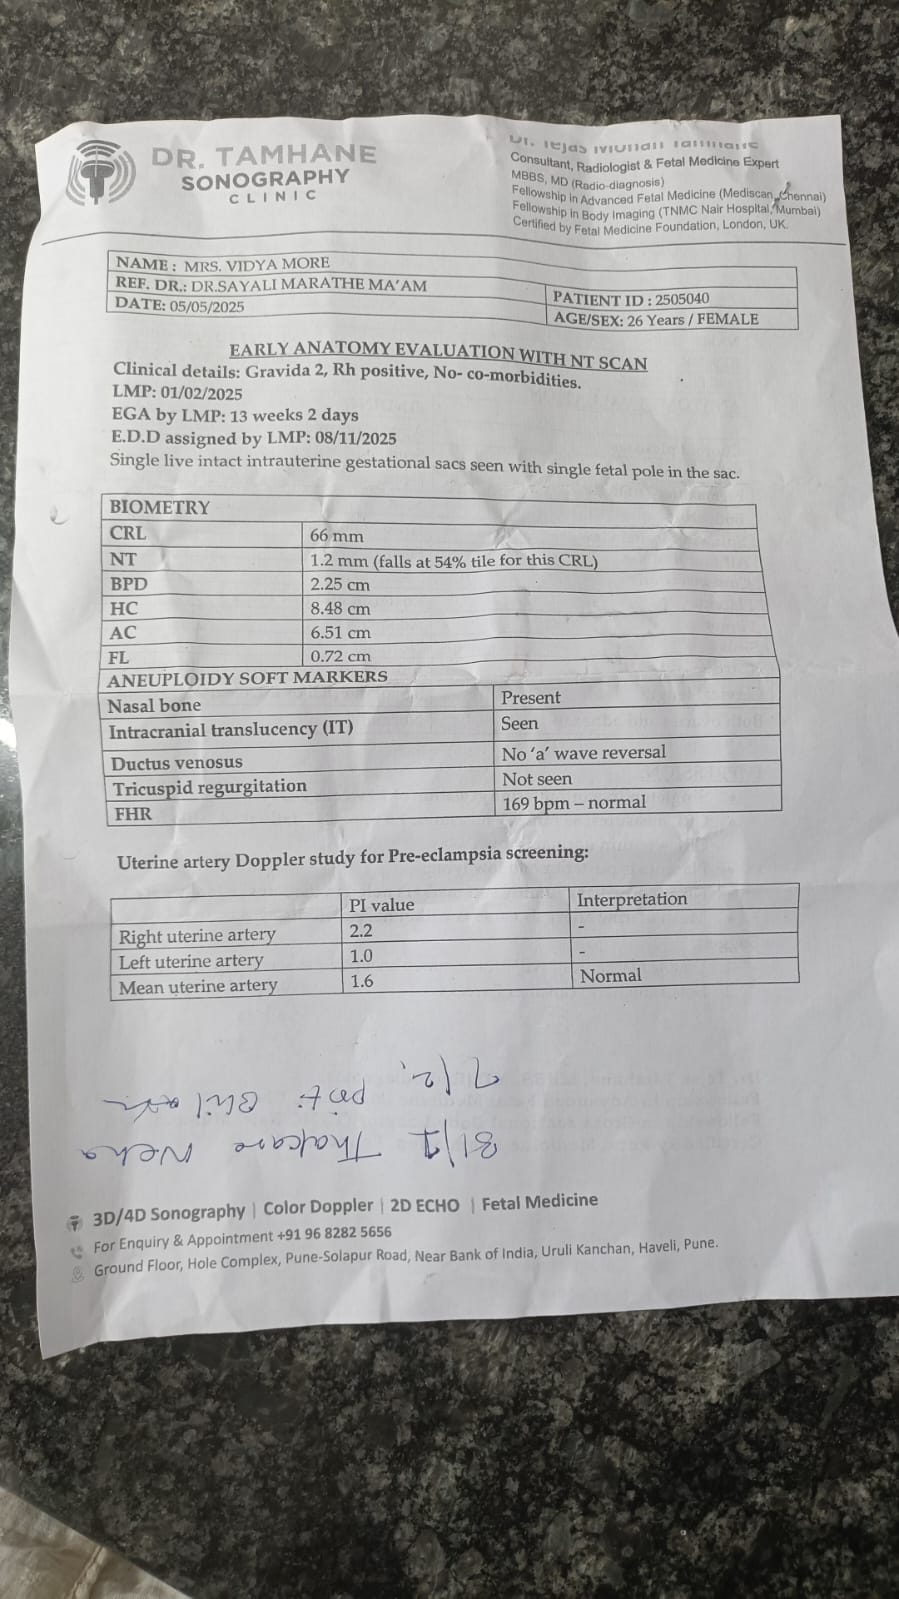 DR. TAMHANE
SONOGRAPHY
CLINIC
Consultant, Radiologist & Fetal Medicine Expert
MBBS, MD (Radio-diagnosis)
Fellowship in Advanced Fetal Medicine (Mediscan, Chennai)
Fellowship in Body Imaging (TNMC Nair Hospital, Mumbai)
Certified by Fetal Medicine Foundation, London, UK.
NAME : MRS. VIDYA MORE
REF. DR.: DR.SAYALI MARATHE MA'AM
DATE: 05/05/2025
PATIENT ID : 2505040
AGE/SEX: 26 Years / FEMALE
EARLY ANATOMY EVALUATION WITH NT SCAN
Clinical details: Gravida 2, Rh positive, No- co-morbidities.
LMP: 01/02/2025
EGA by LMP: 13 weeks 2 days
E.D.D assigned by LMP: 08/11/2025
Single live intact intrauterine gestational sacs seen with single fetal pole in the sac.
BIOMETRY
CRL 66 mm
NT 1.2 mm (falls at 54% tile for this CRL)
BPD 2.25 cm
HC 8.48 cm
AC 6.51 cm
FL 0.72 cm
ANEUPLOIDY SOFT MARKERS
Nasal bone Present
Intracranial translucency (IT) Seen
Ductus venosus No 'a' wave reversal
Tricuspid regurgitation Not seen
FHR 169 bpm – normal
Uterine artery Doppler study for Pre-eclampsia screening:
PI value Interpretation
Right uterine artery 2.2 -
Left uterine artery 1.0 -
Mean uterine artery 1.6 Normal
31/1 Thakare Neha
3D/4D Sonography | Color Doppler | 2D ECHO | Fetal Medicine
For Enquiry & Appointment +91 96 8282 5656
Ground Floor, Hole Complex, Pune-Solapur Road, Near Bank of India, Uruli Kanchan, Haveli, Pune.